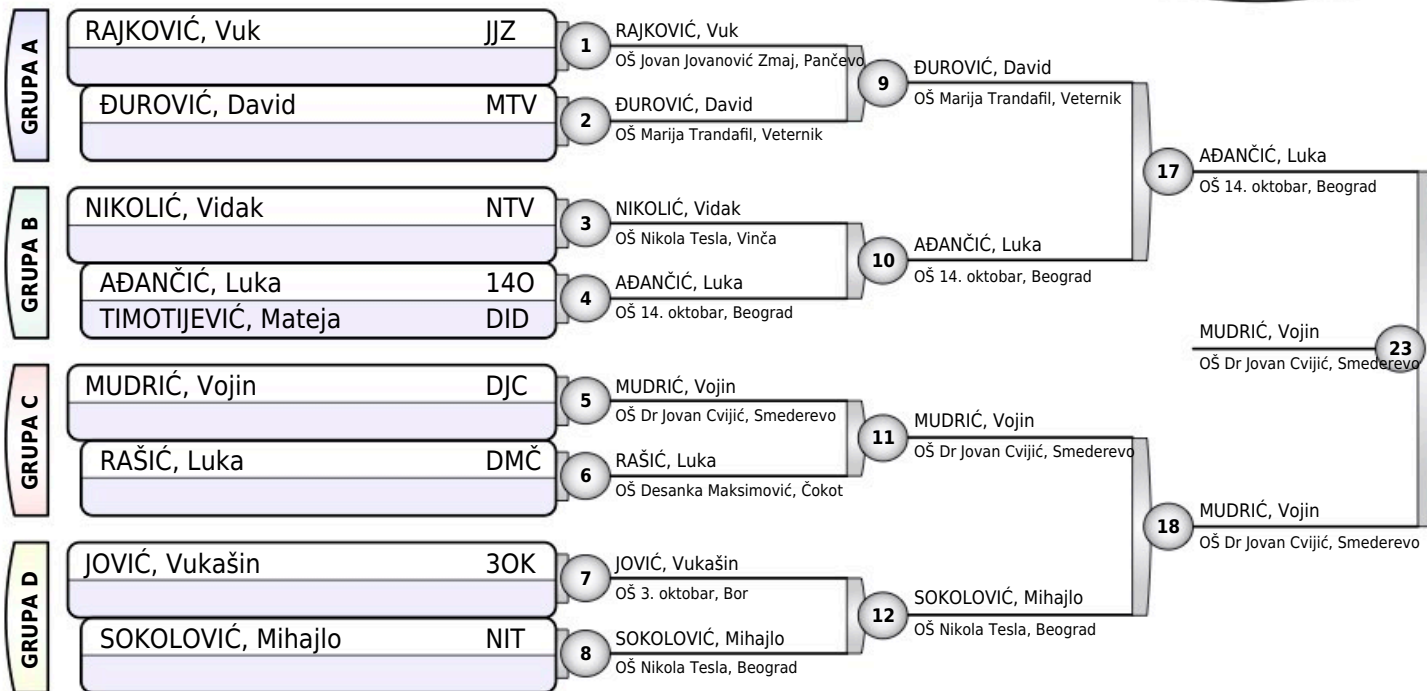 GRUPA A
RAJKOVIĆ, Vuk JJZ
ĐUROVIĆ, David MTV
GRUPA B
NIKOLIĆ, Vidak NTV
AĐANČIĆ, Luka 14O
TIMOTIJEVIĆ, Mateja DID
GRUPA C
MUDRIĆ, Vojin DJC
RAŠIĆ, Luka DMČ
GRUPA D
JOVIĆ, Vukašin 3OK
SOKOLOVIĆ, Mihajlo NIT
1
RAJKOVIĆ, Vuk
OŠ Jovan Jovanović Zmaj, Pančevo
2
ĐUROVIĆ, David
OŠ Marija Trandafil, Veternik
3
NIKOLIĆ, Vidak
OŠ Nikola Tesla, Vinča
4
AĐANČIĆ, Luka
OŠ 14. oktobar, Beograd
5
MUDRIĆ, Vojin
OŠ Dr Jovan Cvijić, Smederevo
6
RAŠIĆ, Luka
OŠ Desanka Maksimović, Čokot
7
JOVIĆ, Vukašin
OŠ 3. oktobar, Bor
8
SOKOLOVIĆ, Mihajlo
OŠ Nikola Tesla, Beograd
9
ĐUROVIĆ, David
OŠ Marija Trandafil, Veternik
10
AĐANČIĆ, Luka
OŠ 14. oktobar, Beograd
11
MUDRIĆ, Vojin
OŠ Dr Jovan Cvijić, Smederevo
12
SOKOLOVIĆ, Mihajlo
OŠ Nikola Tesla, Beograd
17
AĐANČIĆ, Luka
OŠ 14. oktobar, Beograd
18
MUDRIĆ, Vojin
OŠ Dr Jovan Cvijić, Smederevo
MUDRIĆ, Vojin
OŠ Dr Jovan Cvijić, Smederevo
23